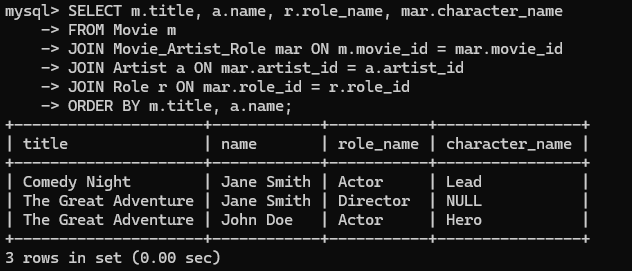 mysql> SELECT m.title, a.name, r.role_name, mar.character_name
    -> FROM Movie m
    -> JOIN Movie_Artist_Role mar ON m.movie_id = mar.movie_id
    -> JOIN Artist a ON mar.artist_id = a.artist_id
    -> JOIN Role r ON mar.role_id = r.role_id
    -> ORDER BY m.title, a.name;
+---------------------+------------+-----------+----------------+
| title               | name       | role_name | character_name |
+---------------------+------------+-----------+----------------+
| Comedy Night        | Jane Smith | Actor     | Lead           |
| The Great Adventure | Jane Smith | Director  | NULL           |
| The Great Adventure | John Doe   | Actor     | Hero           |
+---------------------+------------+-----------+----------------+
3 rows in set (0.00 sec)